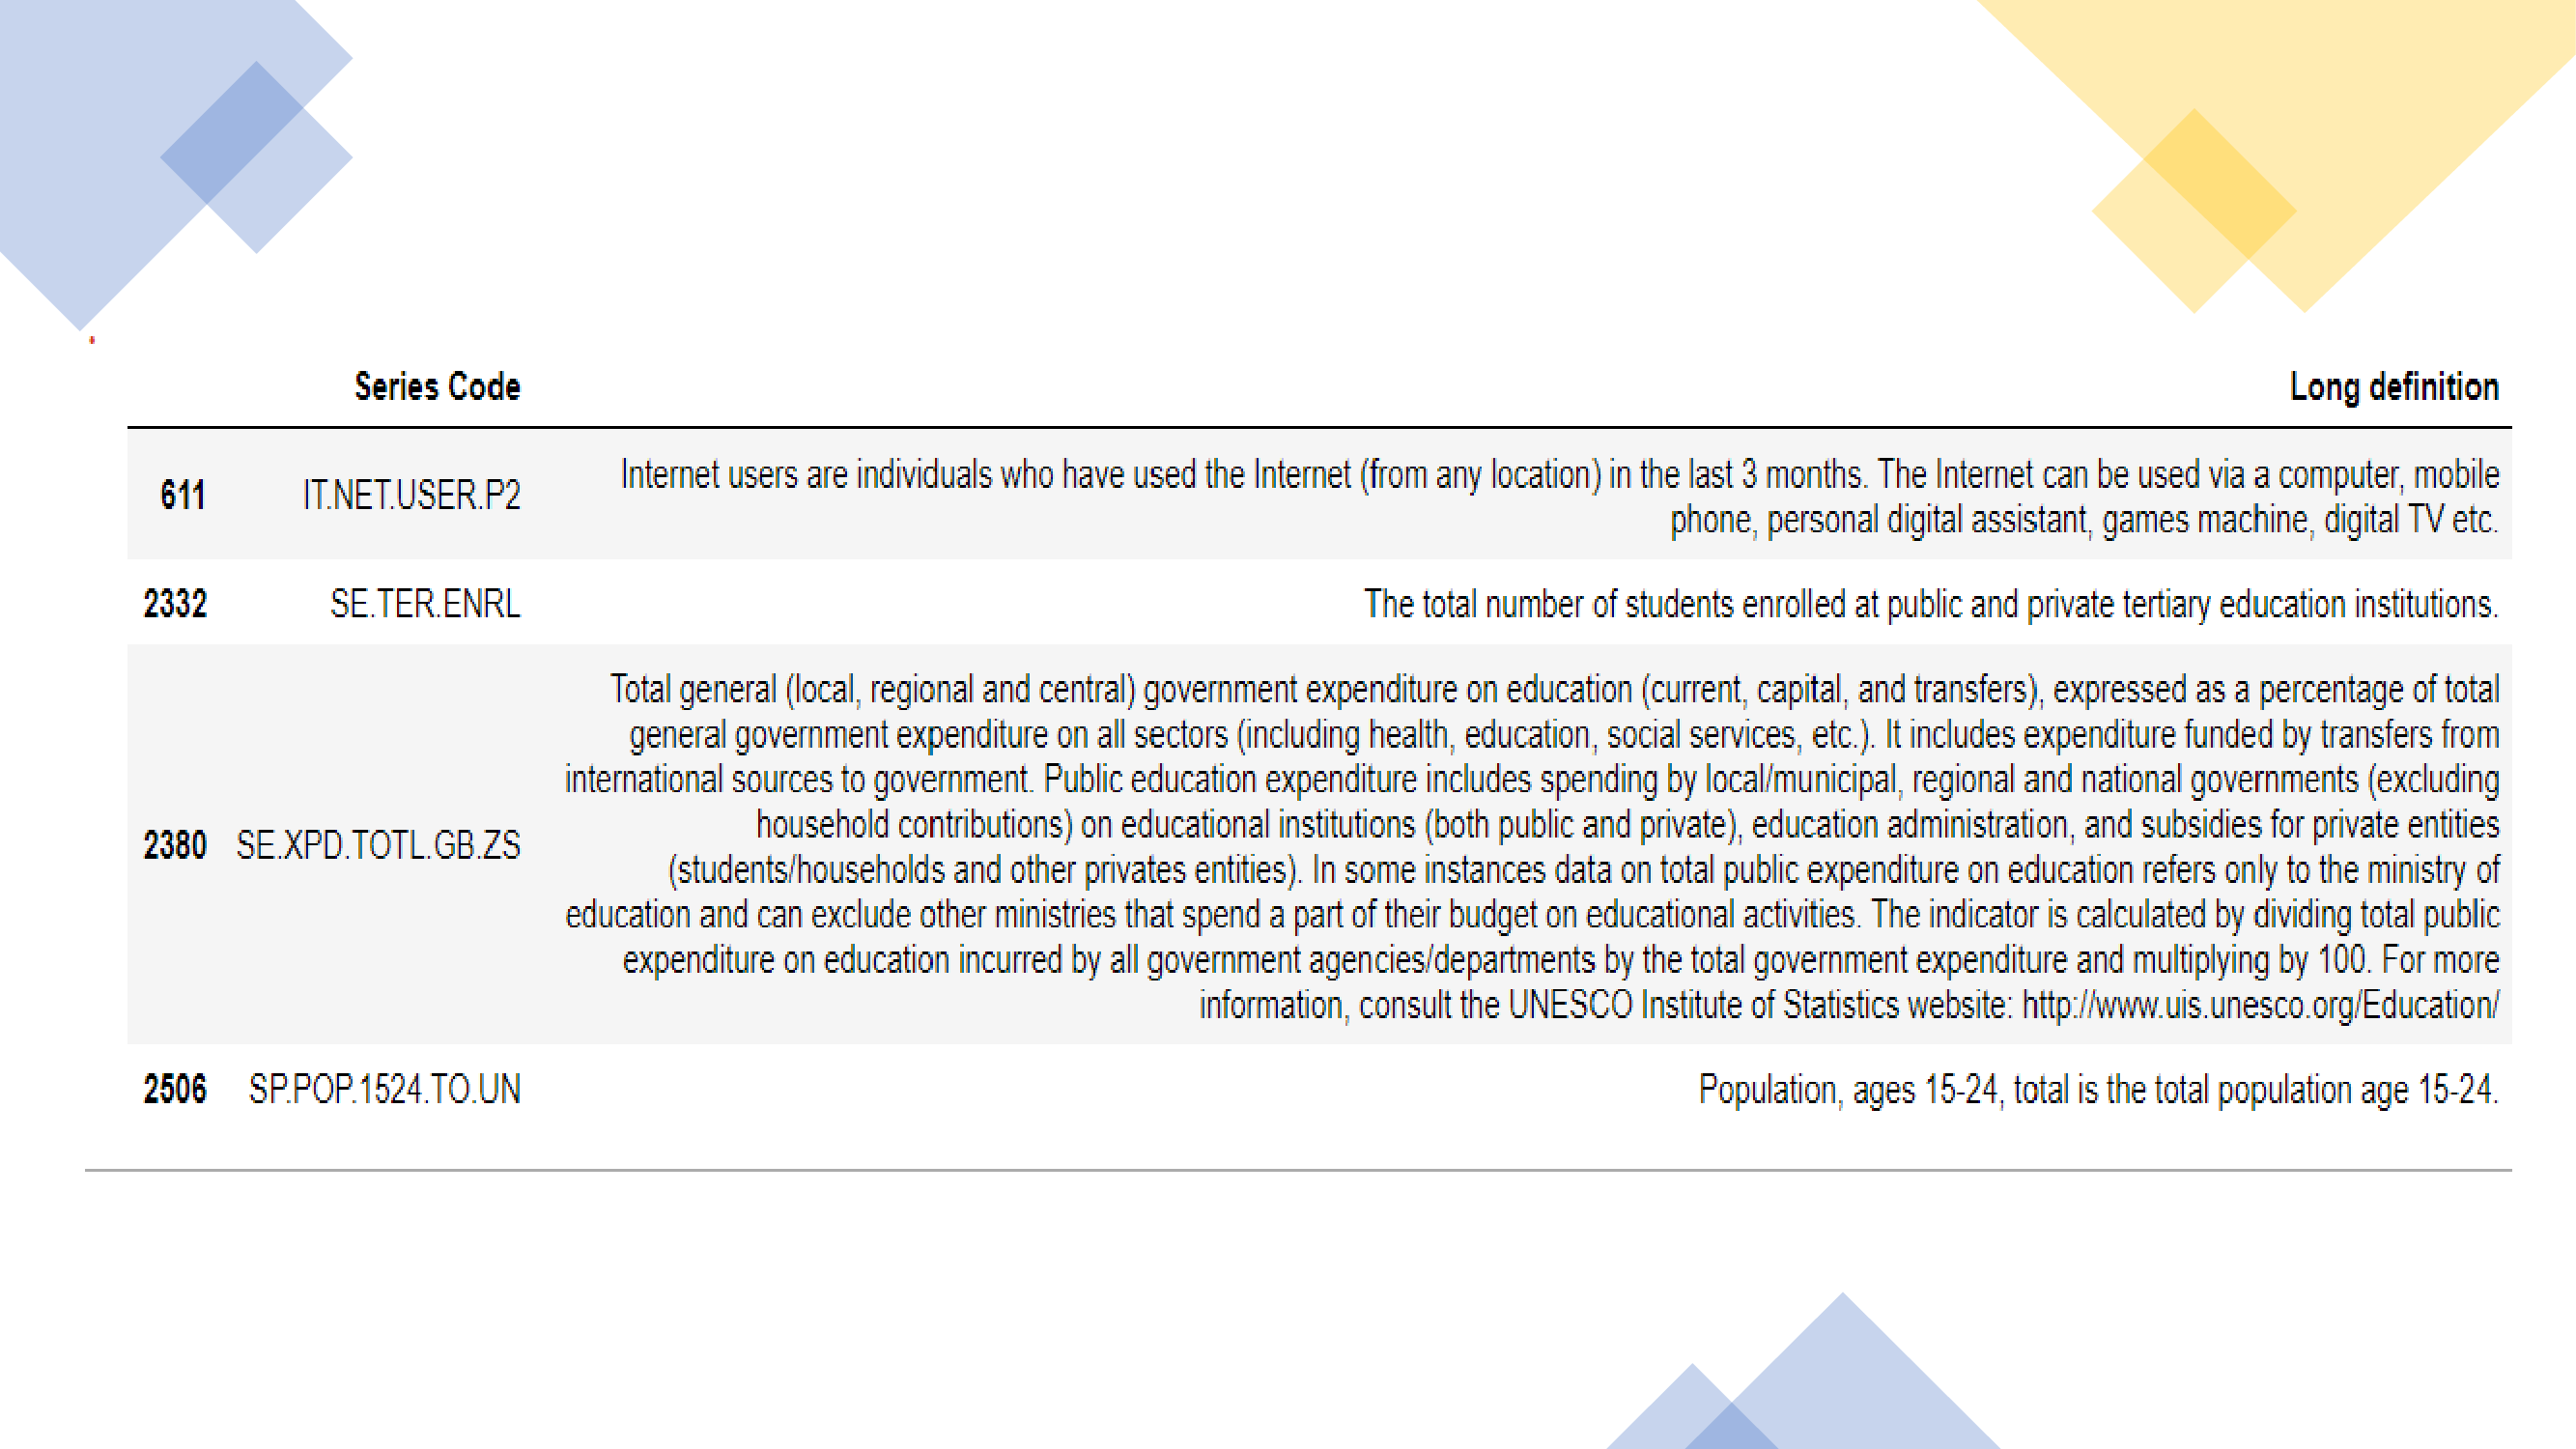 Series Code Long definition
611 IT.NET.USER.P2 Internet users are individuals who have used the Internet (from any location) in the last 3 months. The Internet can be used via a computer, mobile
phone, personal digital assistant, games machine, digital TV etc.
2332 SE.TER.ENRL The total number of students enrolled at public and private tertiary education institutions.
2380 SE.XPD.TOTL.GB.ZS Total general (local, regional and central) government expenditure on education (current, capital, and transfers), expressed as a percentage of total
general government expenditure on all sectors (including health, education, social services, etc.). It includes expenditure funded by transfers from
international sources to government. Public education expenditure includes spending by local/municipal, regional and national governments (excluding
household contributions) on educational institutions (both public and private), education administration, and subsidies for private entities
(students/households and other privates entities). In some instances data on total public expenditure on education refers only to the ministry of
education and can exclude other ministries that spend a part of their budget on educational activities. The indicator is calculated by dividing total public
expenditure on education incurred by all government agencies/departments by the total government expenditure and multiplying by 100. For more
information, consult the UNESCO Institute of Statistics website: http://www.uis.unesco.org/Education/
2506 SP.POP.1524.TO.UN Population, ages 15-24, total is the total population age 15-24.